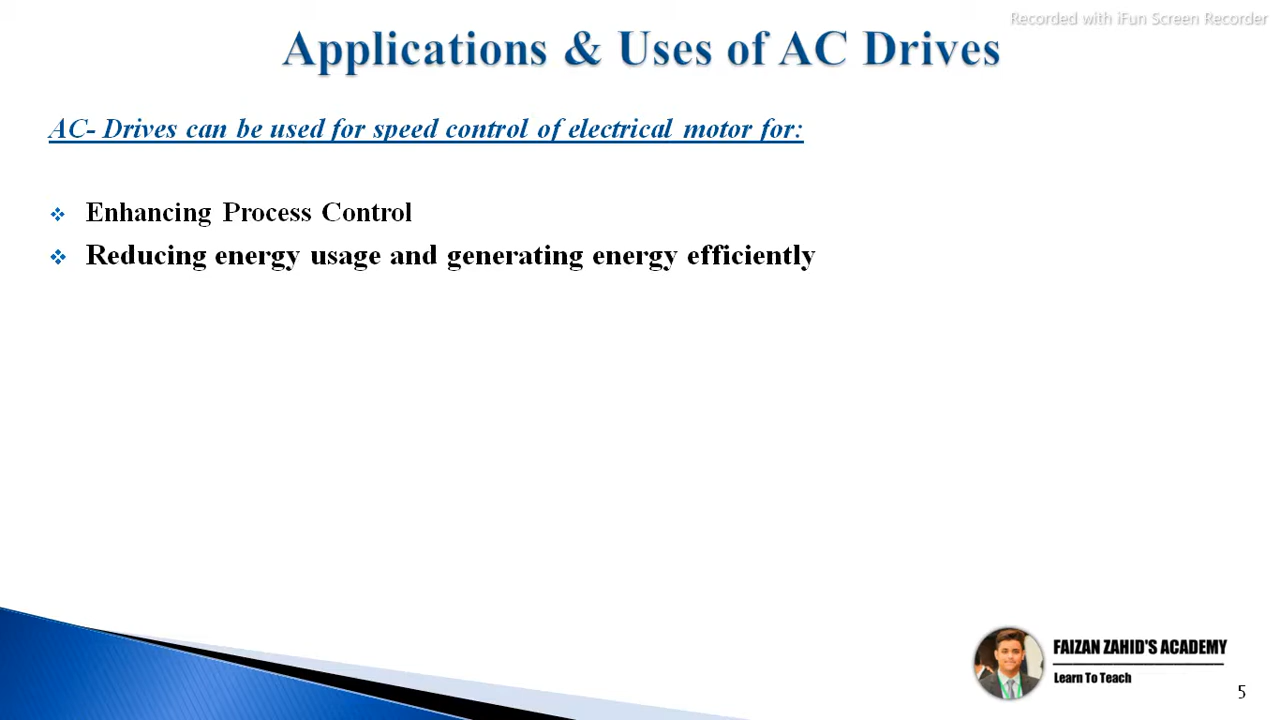 Recorded with iFun Screen Recorder
Applications & Uses of AC Drives
AC- Drives can be used for speed control of electrical motor for:
Enhancing Process Control
Reducing energy usage and generating energy efficiently
FAIZAN ZAHID'S ACADEMY
Learn To Teach
5